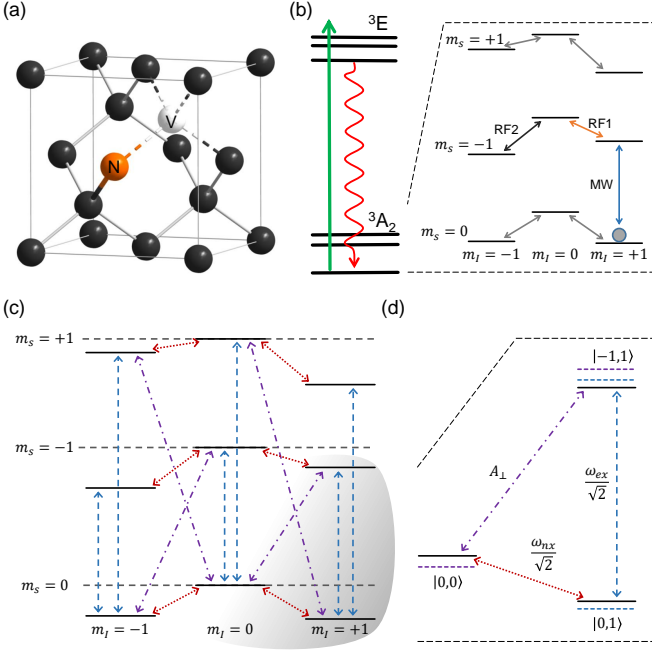 (a)
V
N
(b)
³E
³A₂
m_s = +1
RF2
RF1
m_s = −1
MW
m_s = 0
m_I = −1
m_I = 0
m_I = +1
(c)
m_s = +1
m_s = −1
m_s = 0
m_I = −1
m_I = 0
m_I = +1
(d)
|−1,1⟩
A_⊥
ω_ex/√2
ω_nx/√2
|0,0⟩
|0,1⟩